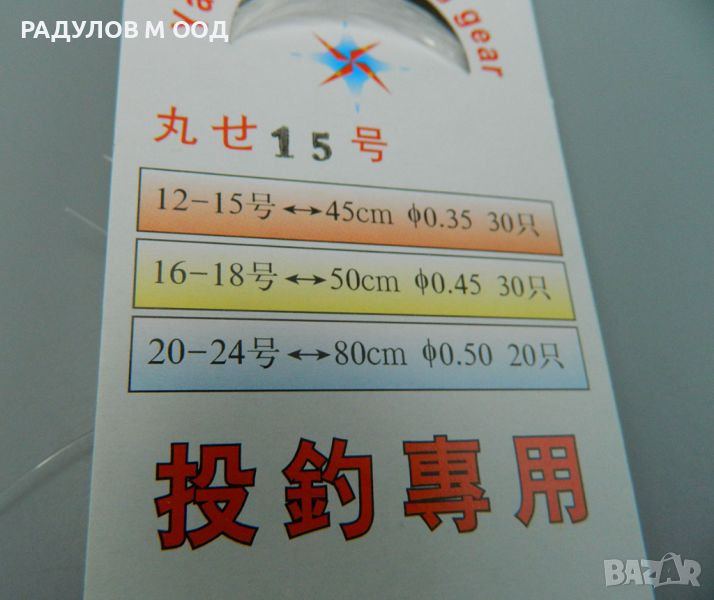 РАДУЛОВ М ООД
gear
丸せ15号
12-15号↔45cm φ0.35 30只
16-18号↔50cm φ0.45 30只
20-24号↔80cm φ0.50 20只
投釣專用
BAZAR